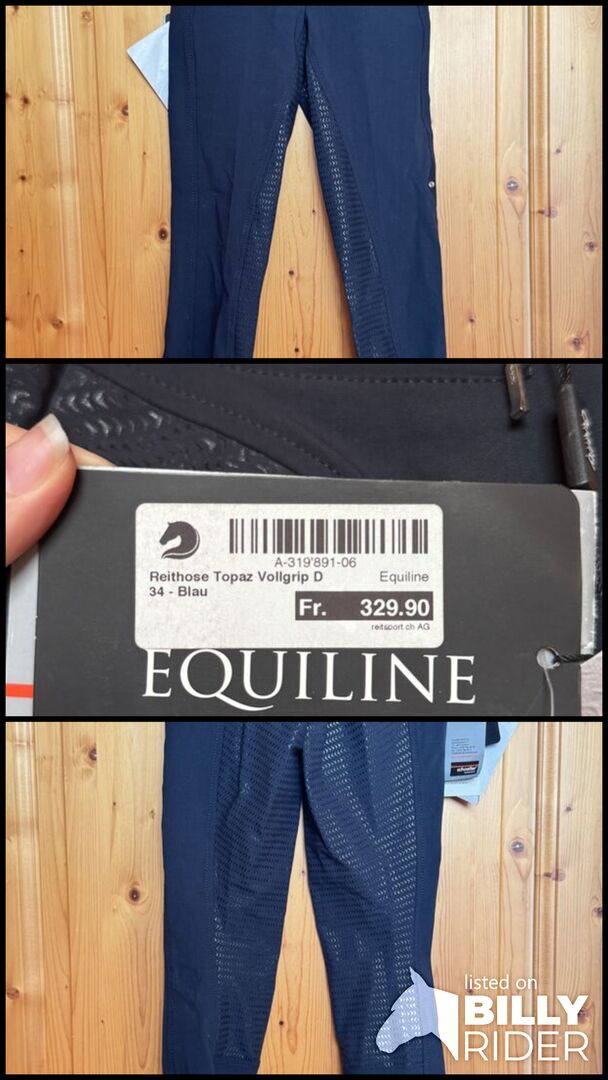 A-319'891-06
Reithose Topaz Vollgrip D Equiline
34 - Blau
Fr. 329.90
reitsport.ch AG
EQUILINE
schoeller
listed on
BILLY
RIDER